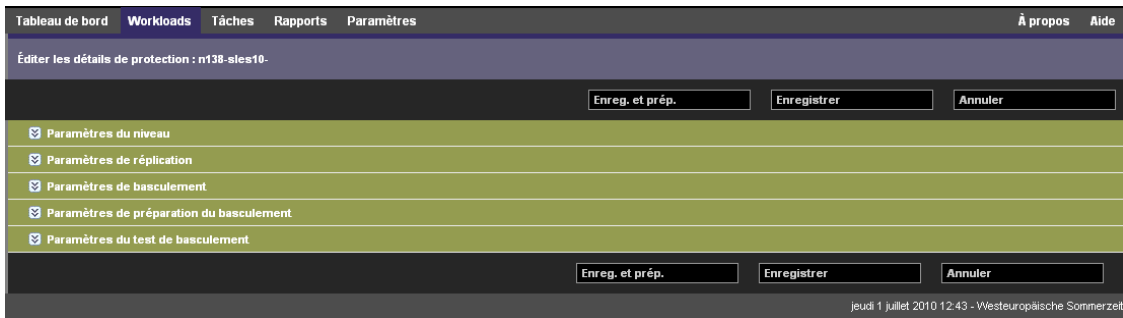 Tableau de bord Workloads Tâches Rapports Paramètres À propos Aide
Éditer les détails de protection : n138-sles10-
Enreg. et prép. Enregistrer Annuler
Paramètres du niveau
Paramètres de réplication
Paramètres de basculement
Paramètres de préparation du basculement
Paramètres du test de basculement
Enreg. et prép. Enregistrer Annuler
jeudi 1 juillet 2010 12:43 - Westeuropäische Sommerzeit